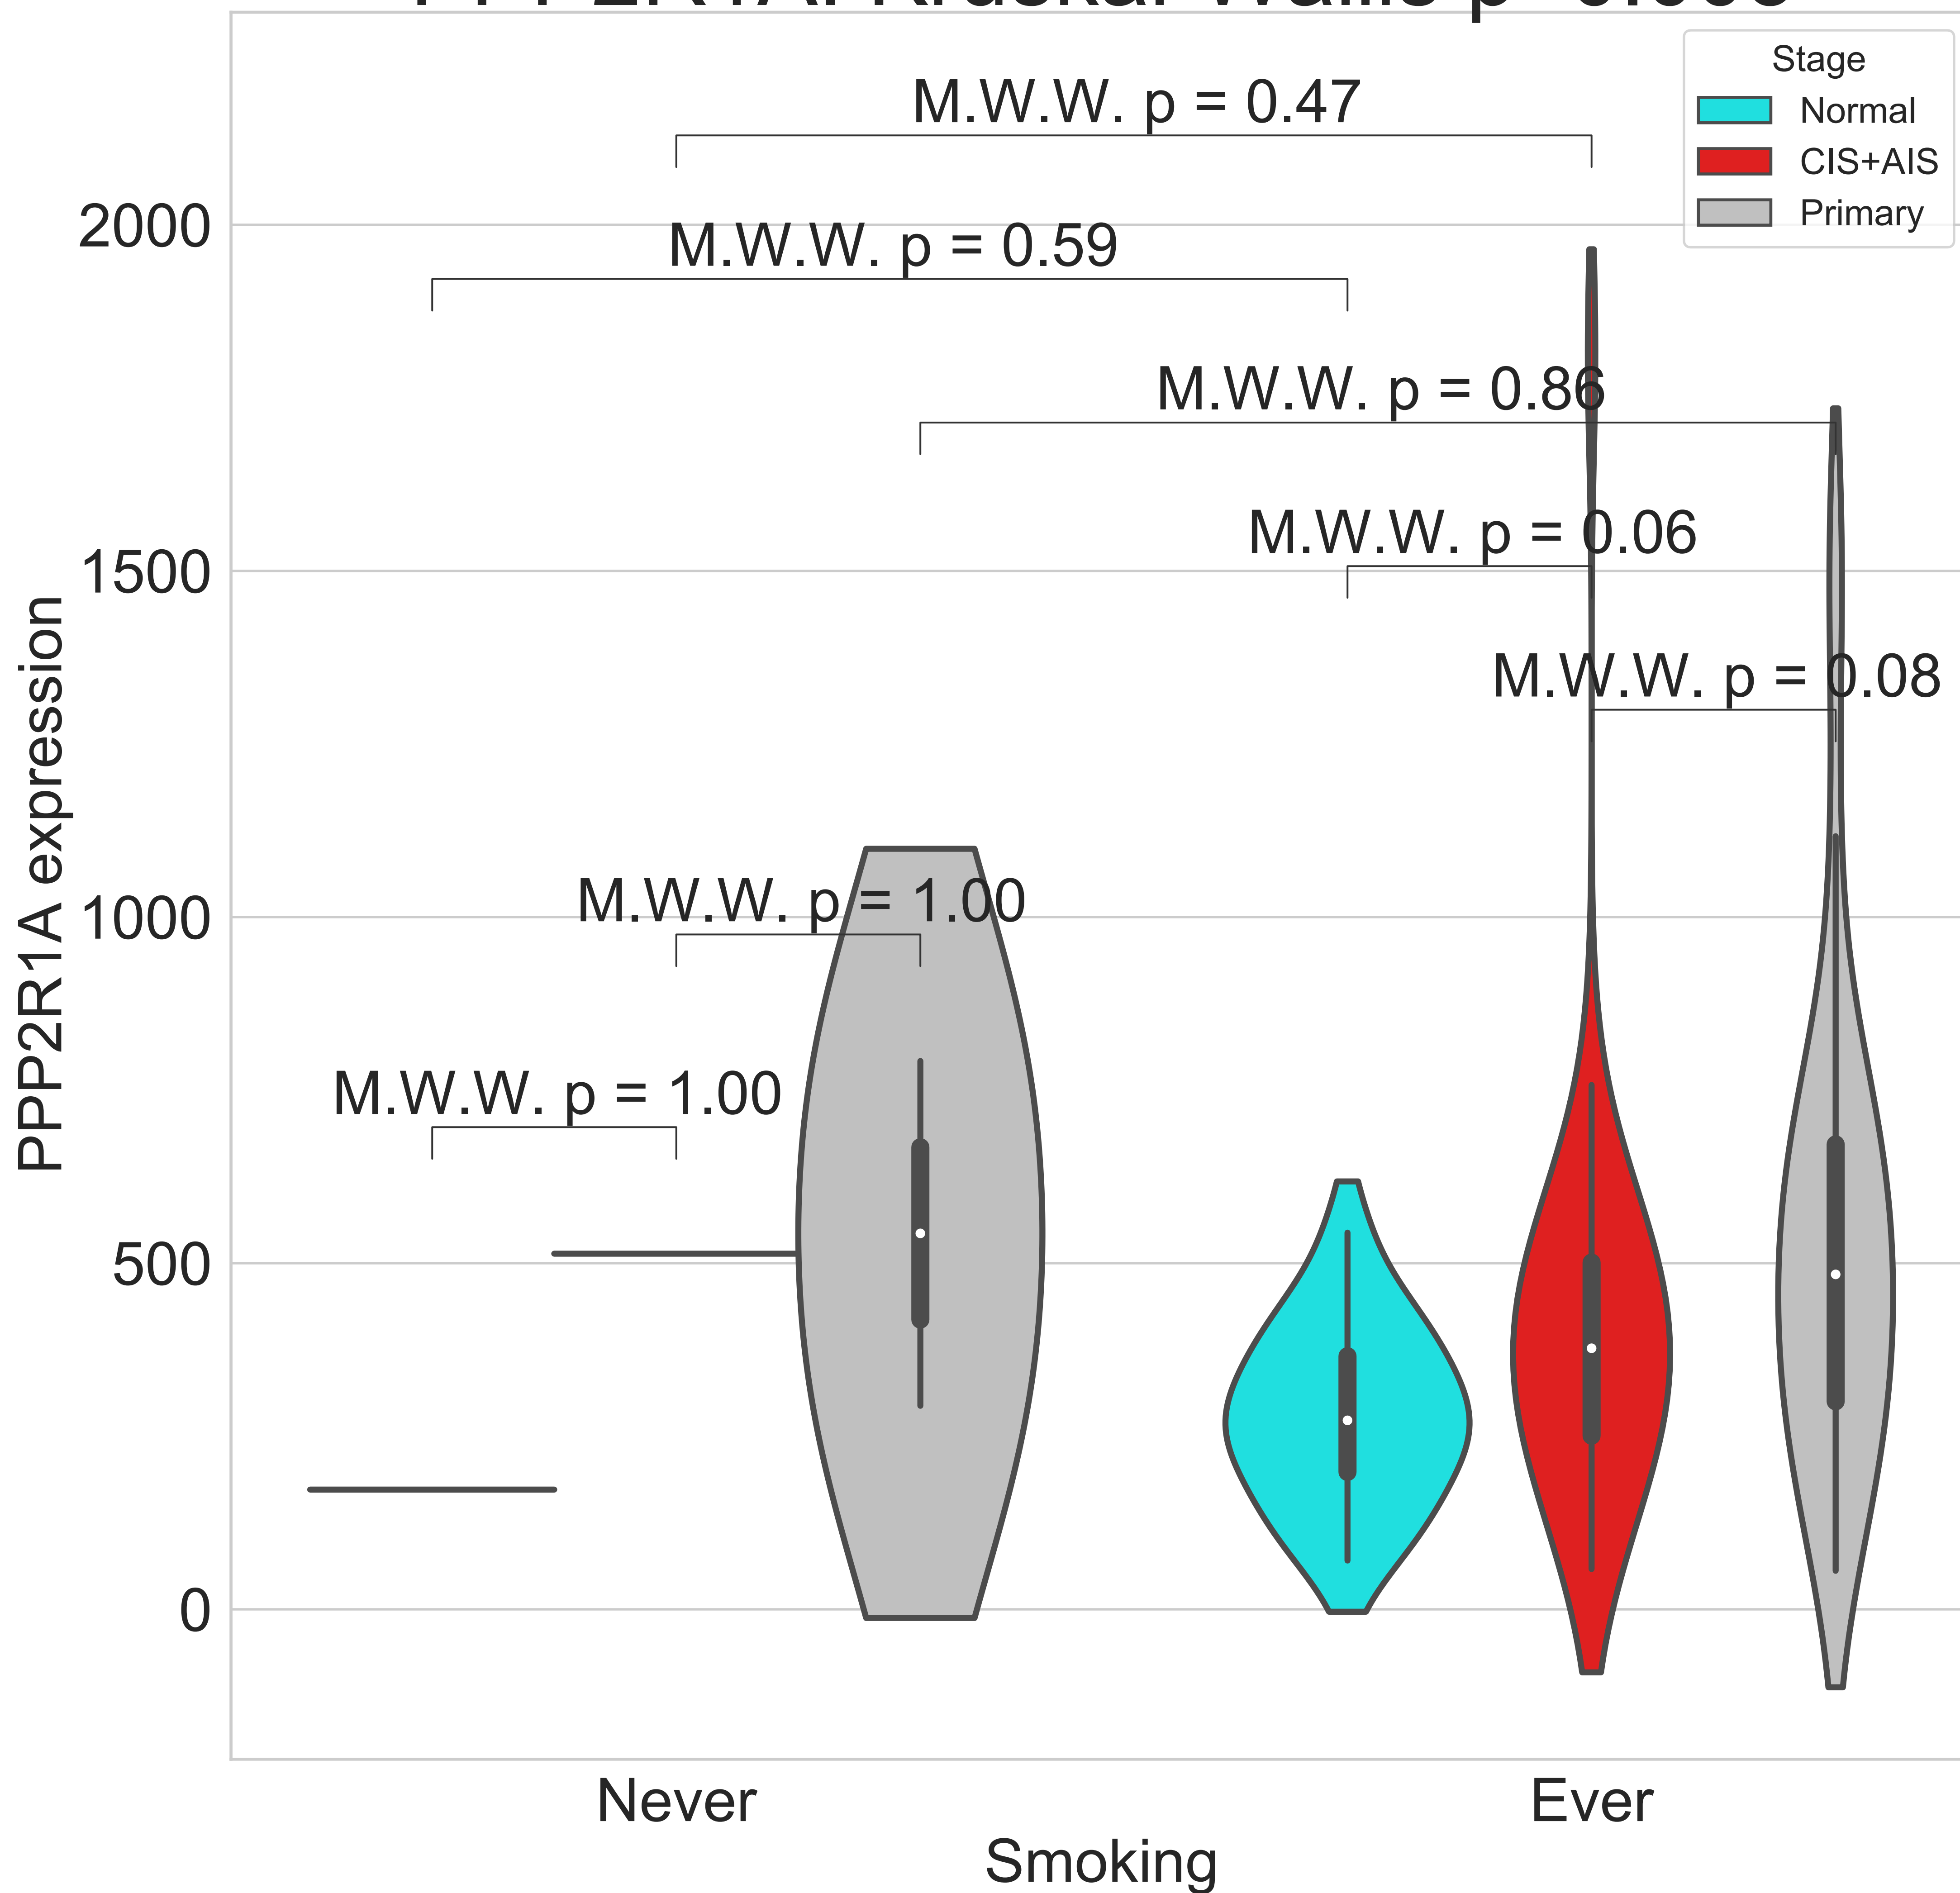 Stage
Normal
CIS+AIS
Primary
M.W.W. p = 0.47
M.W.W. p = 0.59
M.W.W. p = 0.86
M.W.W. p = 0.06
M.W.W. p = 0.08
M.W.W. p = 1.00
M.W.W. p = 1.00
PPP2R1A expression
2000
1500
1000
500
0
Never
Ever
Smoking